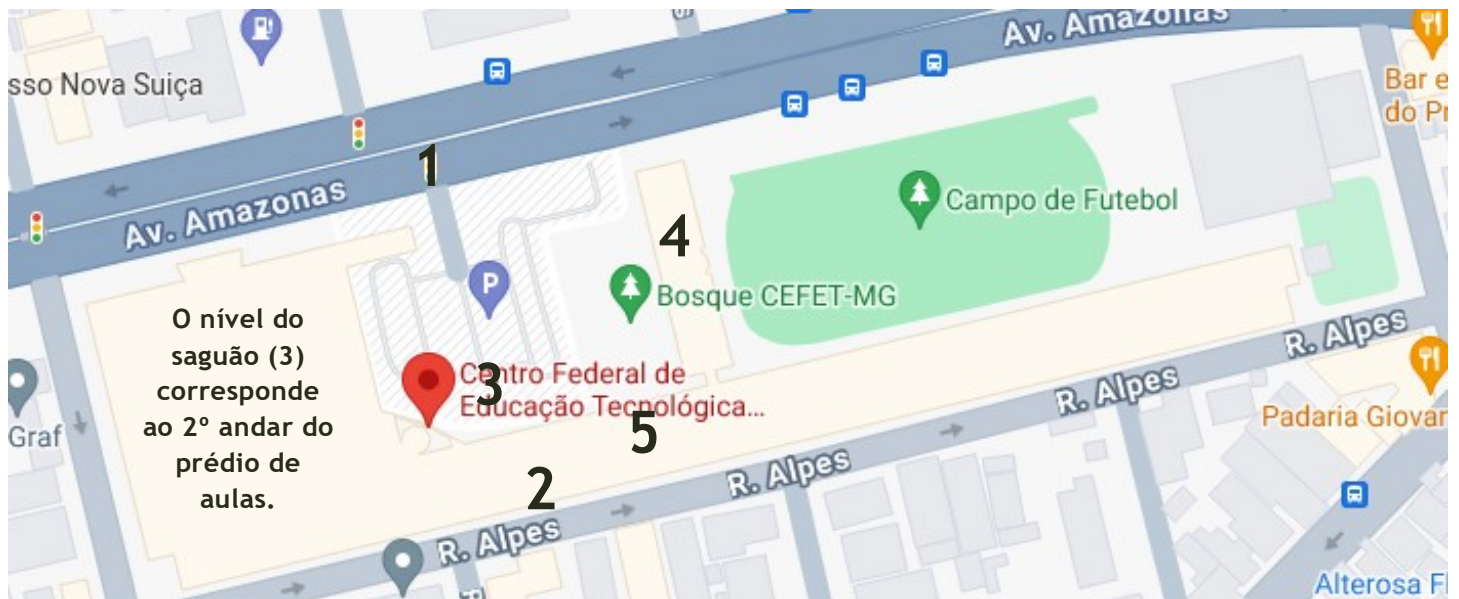 Av. Amazonas
sso Nova Suiça
Bar e
do Pr
1
Av. Amazonas
Campo de Futebol
4
P
Bosque CEFET-MG
O nível do
saguão (3)
corresponde
ao 2º andar do
prédio de
aulas.
R. Alpes
Centro Federal de
3
Educação Tecnológica...
R. Alpes
Graf
5
Padaria Giovar
R. Alpes
2
R. Alpes
Alterosa F